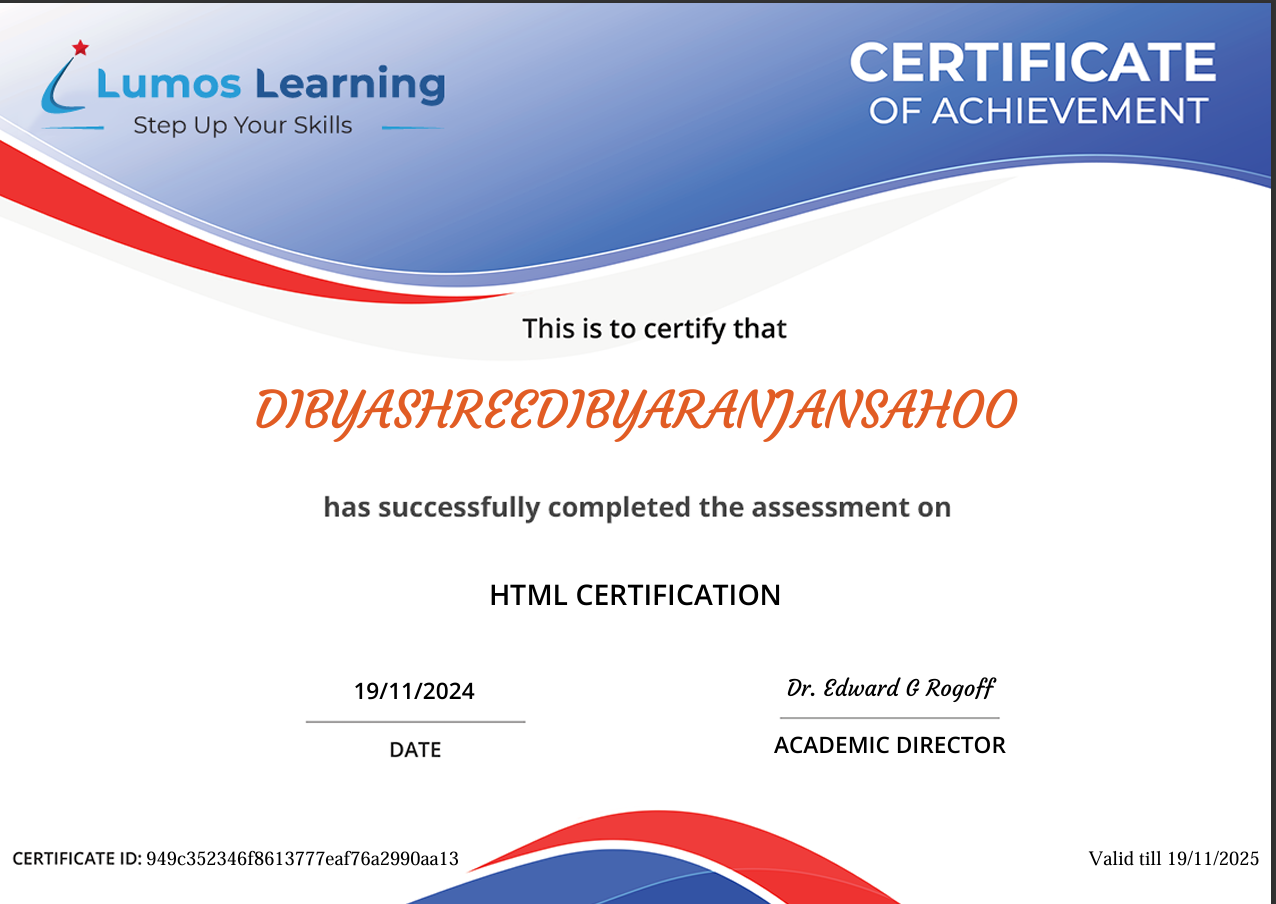 Lumos Learning
Step Up Your Skills
CERTIFICATE
OF ACHIEVEMENT
This is to certify that
DIBYASHREEDIBYARANJANSAHOO
has successfully completed the assessment on
HTML CERTIFICATION
19/11/2024
DATE
Dr. Edward G Rogoff
ACADEMIC DIRECTOR
CERTIFICATE ID: 949c352346f8613777eaf76a2990aa13
Valid till 19/11/2025